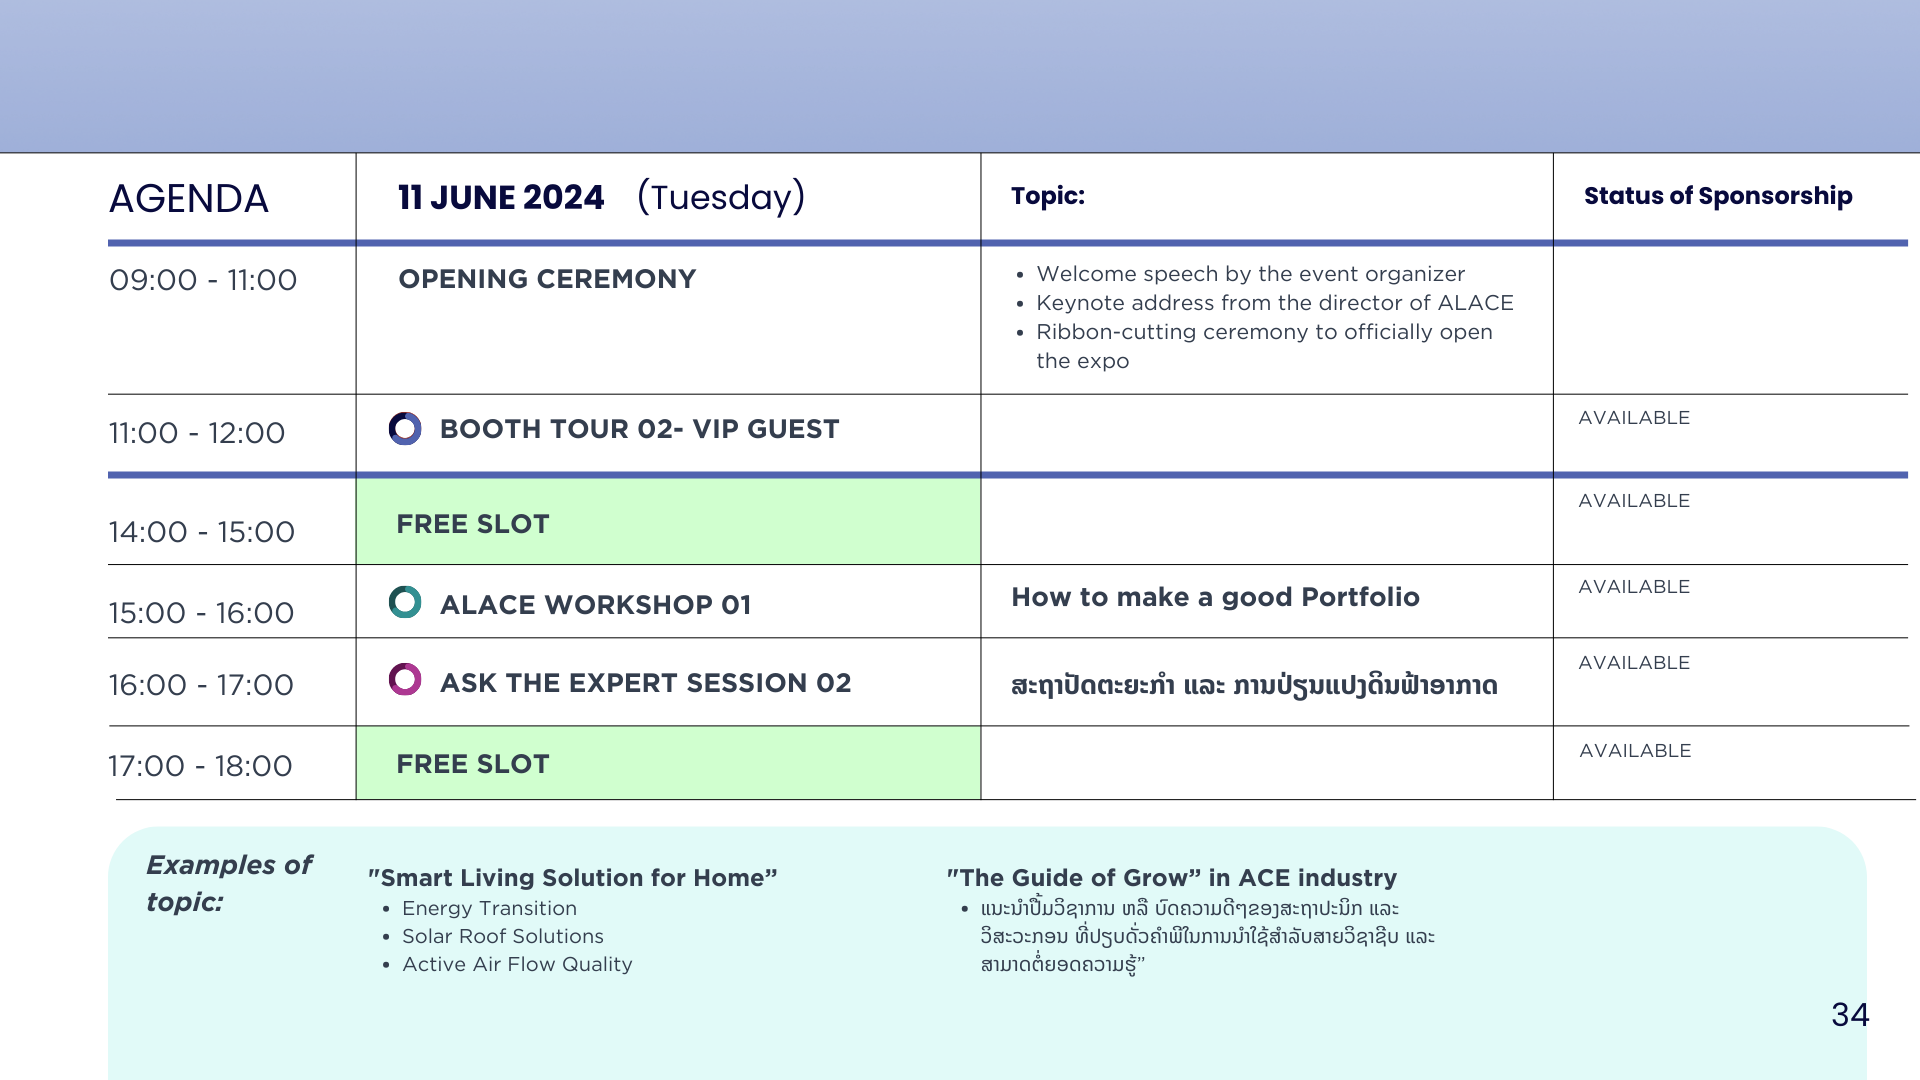 AGENDA
11 JUNE 2024 (Tuesday)
Topic:
Status of Sponsorship
09:00 - 11:00
OPENING CEREMONY
• Welcome speech by the event organizer
• Keynote address from the director of ALACE
• Ribbon-cutting ceremony to officially open
the expo
11:00 - 12:00
BOOTH TOUR 02- VIP GUEST
AVAILABLE
14:00 - 15:00
FREE SLOT
AVAILABLE
15:00 - 16:00
ALACE WORKSHOP 01
How to make a good Portfolio
AVAILABLE
16:00 - 17:00
ASK THE EXPERT SESSION 02
ສະຖາປັດຕະຍະກຳ ແລະ ການປ່ຽນແປງດິນຟ້າອາກາດ
AVAILABLE
17:00 - 18:00
FREE SLOT
AVAILABLE
Examples of
topic:
"Smart Living Solution for Home”
• Energy Transition
• Solar Roof Solutions
• Active Air Flow Quality
"The Guide of Grow” in ACE industry
• ແນະນຳປຶ້ມວິຊາການ ຫລື ບົດຄວາມດີໆຂອງສະຖາປະນິກ ແລະ
ວິສະວະກອນ ທີ່ປຽບດັ່ວຄຳພີໃນການນຳໃຊ້ສຳລັບສາຍວິຊາຊີບ ແລະ
ສາມາດຕໍ່ຍອດຄວາມຮູ້”
34